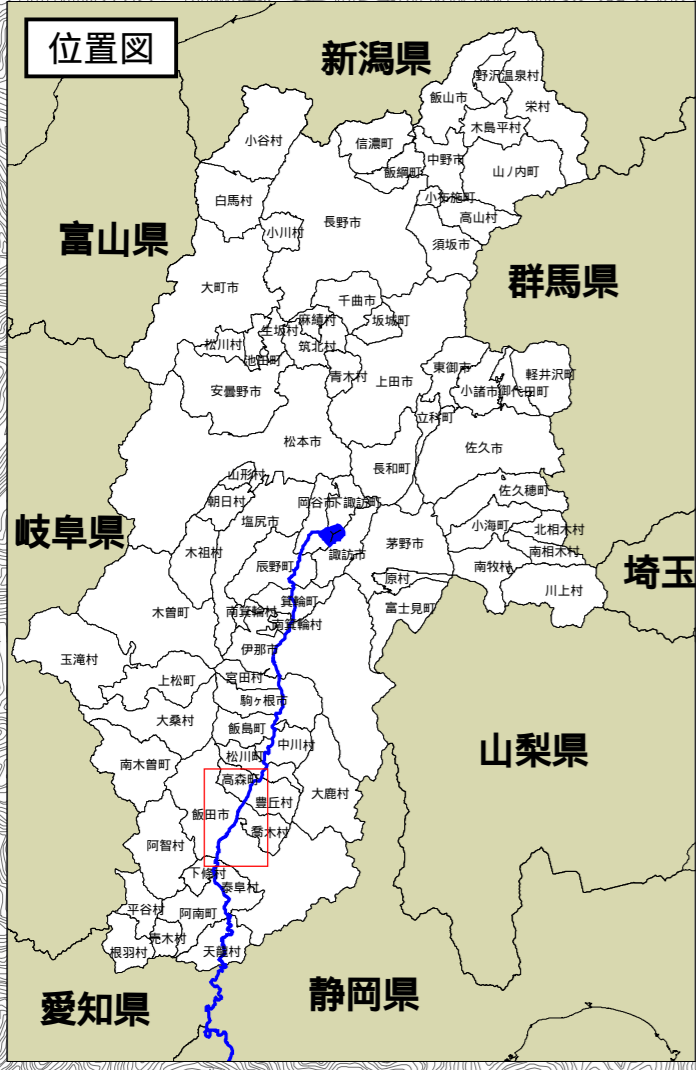 位置図
新潟県
野沢温泉村
飯山市
栄村
木島平村
小谷村
信濃町
中野市
飯綱町
山ノ内町
白馬村
小布施町
高山村
長野市
小川村
須坂市
富山県
群馬県
大町市
千曲市
麻績村
坂城町
生坂村
松川村
筑北村
池田町
青木村
上田市
東御市
軽井沢町
安曇野市
小諸市
御代田町
立科町
松本市
佐久市
長和町
山形村
佐久穂町
朝日村
岡谷市
下諏訪町
塩尻市
小海町
北相木村
岐阜県
茅野市
諏訪市
南相木村
木祖村
辰野町
南牧村
埼玉
原村
川上村
箕輪町
富士見町
木曽町
南箕輪村
南箕輪村
伊那市
玉滝村
上松町
宮田村
駒ヶ根市
大桑村
飯島町
中川村
山梨県
松川町
南木曽町
高森町
大鹿村
豊丘村
飯田市
喬木村
阿智村
下條村
泰阜村
平谷村
阿南町
売木村
根羽村
天龍村
静岡県
愛知県